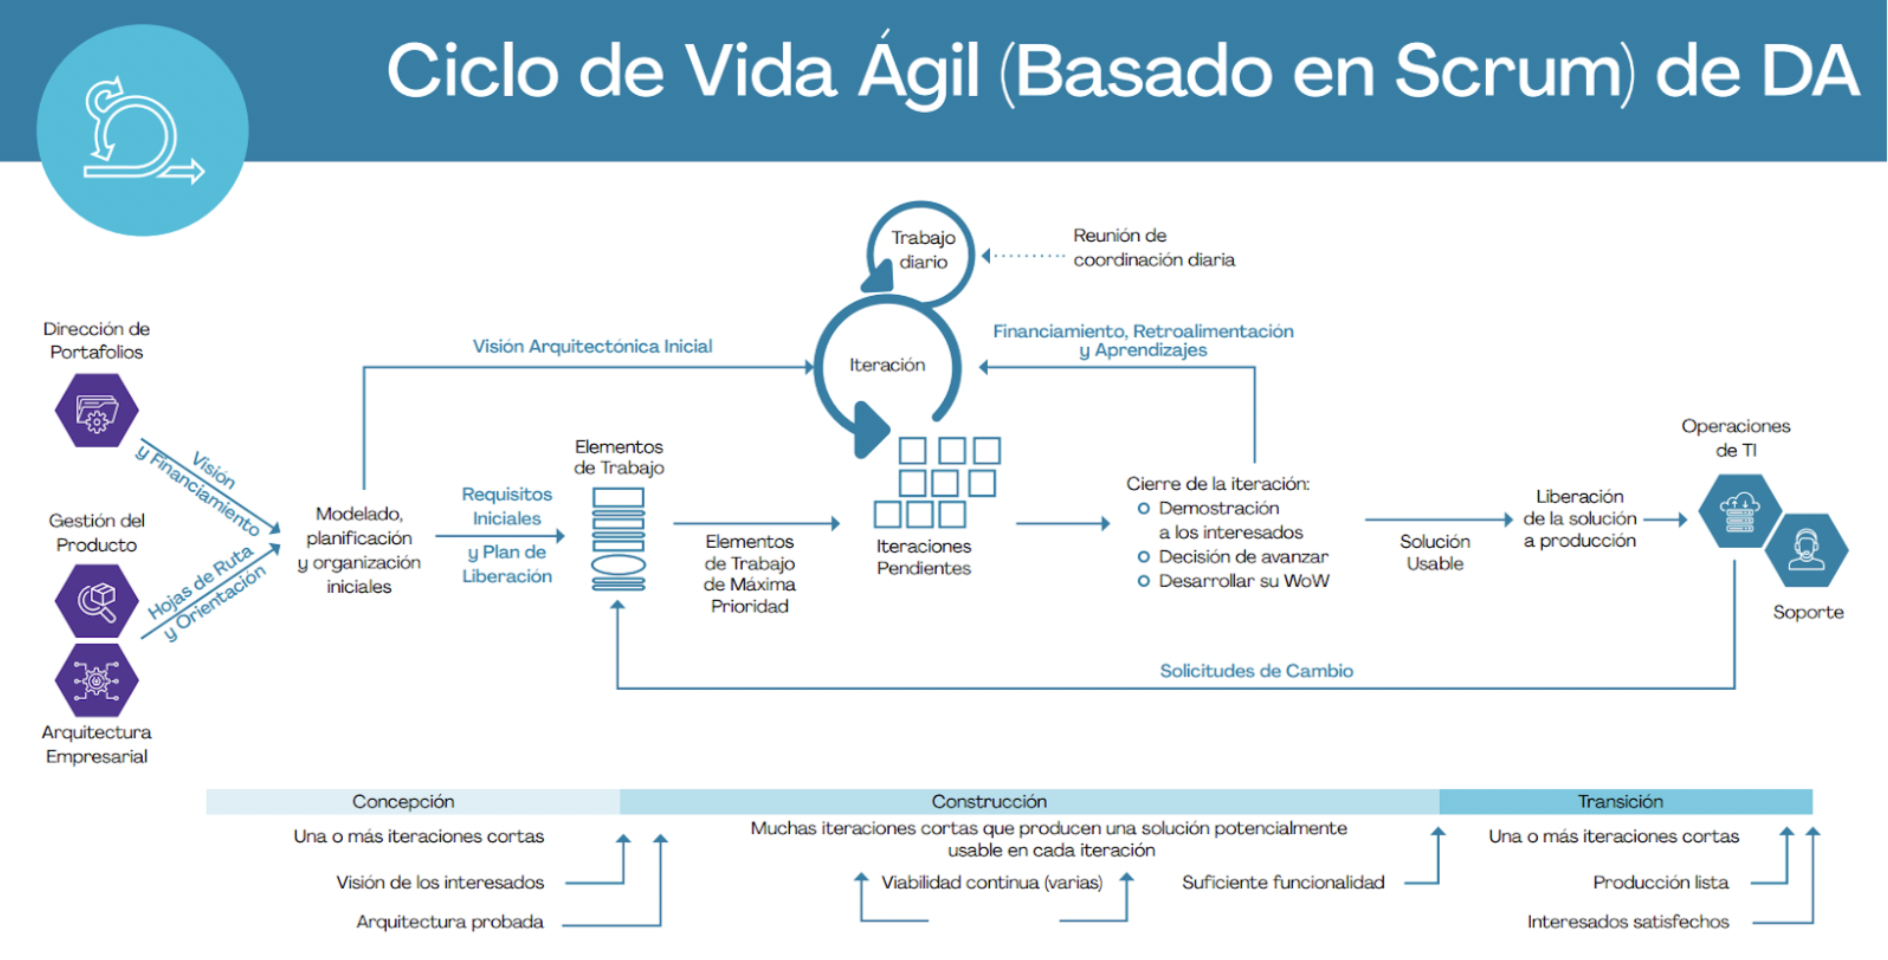 Ciclo de Vida Ágil (Basado en Scrum) de DA
Trabajo
diario
Reunión de
coordinación diaria
Dirección de
Portafolios
Visión Arquitectónica Inicial
Iteración
Financiamiento, Retroalimentación
y Aprendizajes
Visión
y Financiamiento
Gestión del
Producto
Hojas de Ruta
y Orientación
Arquitectura
Empresarial
Modelado,
planificación
y organización
iniciales
Requisitos
Iniciales
y Plan de
Liberación
Elementos
de Trabajo
Elementos
de Trabajo
de Máxima
Prioridad
Iteraciones
Pendientes
Cierre de la iteración:
Demostración
a los interesados
Decisión de avanzar
Desarrollar su WoW
Solución
Usable
Liberación
de la solución
a producción
Operaciones
de TI
Soporte
Solicitudes de Cambio
Concepción
Construcción
Transición
Una o más iteraciones cortas
Visión de los interesados
Arquitectura probada
Muchas iteraciones cortas que producen una solución potencialmente
usable en cada iteración
Viabilidad continua (varias)
Suficiente funcionalidad
Una o más iteraciones cortas
Producción lista
Interesados satisfechos